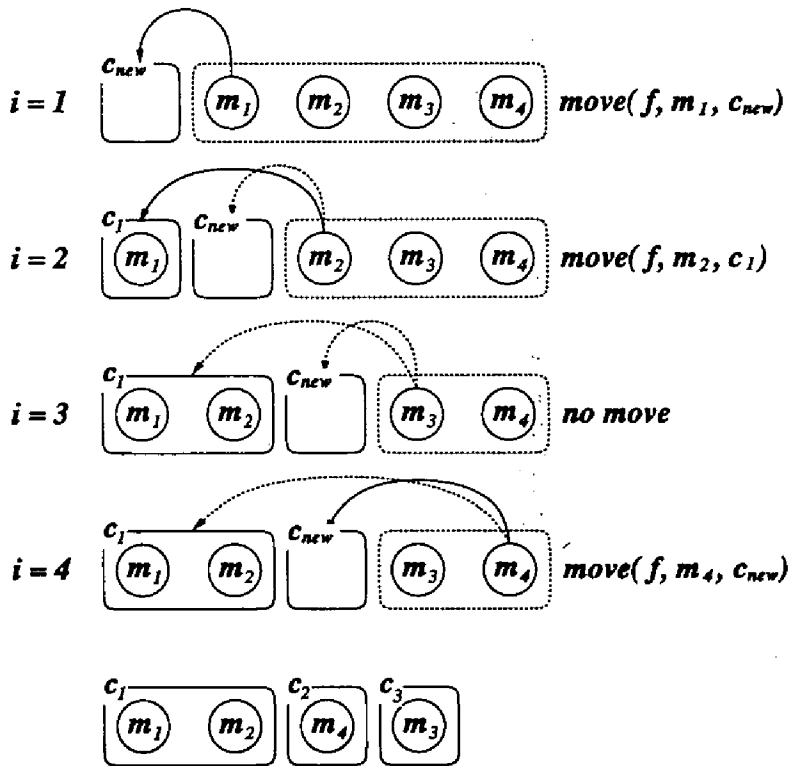 c_new
i = 1 m_1 m_2 m_3 m_4 move( f, m_1, c_new)
c_1 c_new
i = 2 m_1 m_2 m_3 m_4 move( f, m_2, c_1)
c_1 c_new
i = 3 m_1 m_2 m_3 m_4 no move
c_1 c_new
i = 4 m_1 m_2 m_3 m_4 move( f, m_4, c_new)
c_1 c_2 c_3
m_1 m_2 m_4 m_3